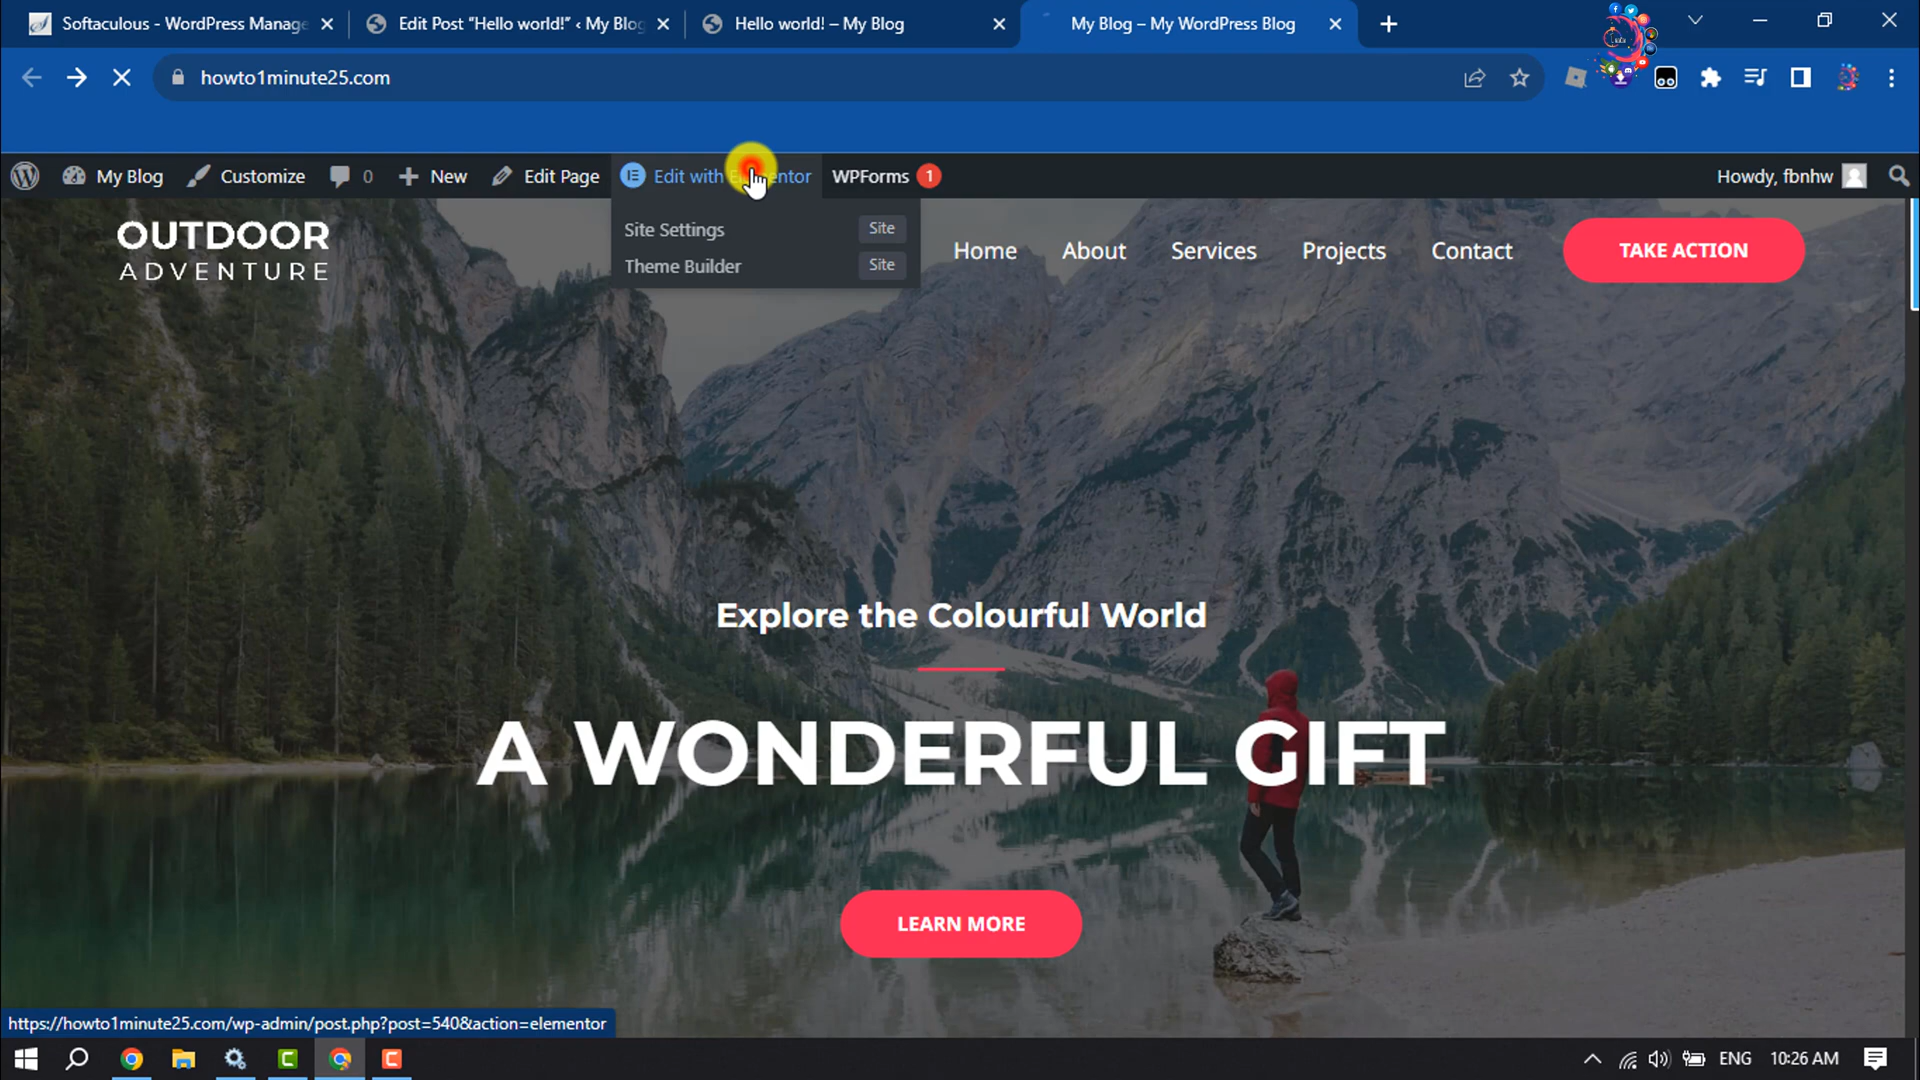 Softaculous - WordPress Manage
Edit Post “Hello world!” ‹ My Blog
Hello world! – My Blog
My Blog – My WordPress Blog
howto1minute25.com
My Blog
Customize
0
New
Edit Page
Edit with Elementor
WPForms 1
Howdy, fbnhw
Site Settings Site
Theme Builder Site
OUTDOOR
ADVENTURE
Home
About
Services
Projects
Contact
TAKE ACTION
Explore the Colourful World
A WONDERFUL GIFT
LEARN MORE
https://howto1minute25.com/wp-admin/post.php?post=540&action=elementor
ENG
10:26 AM